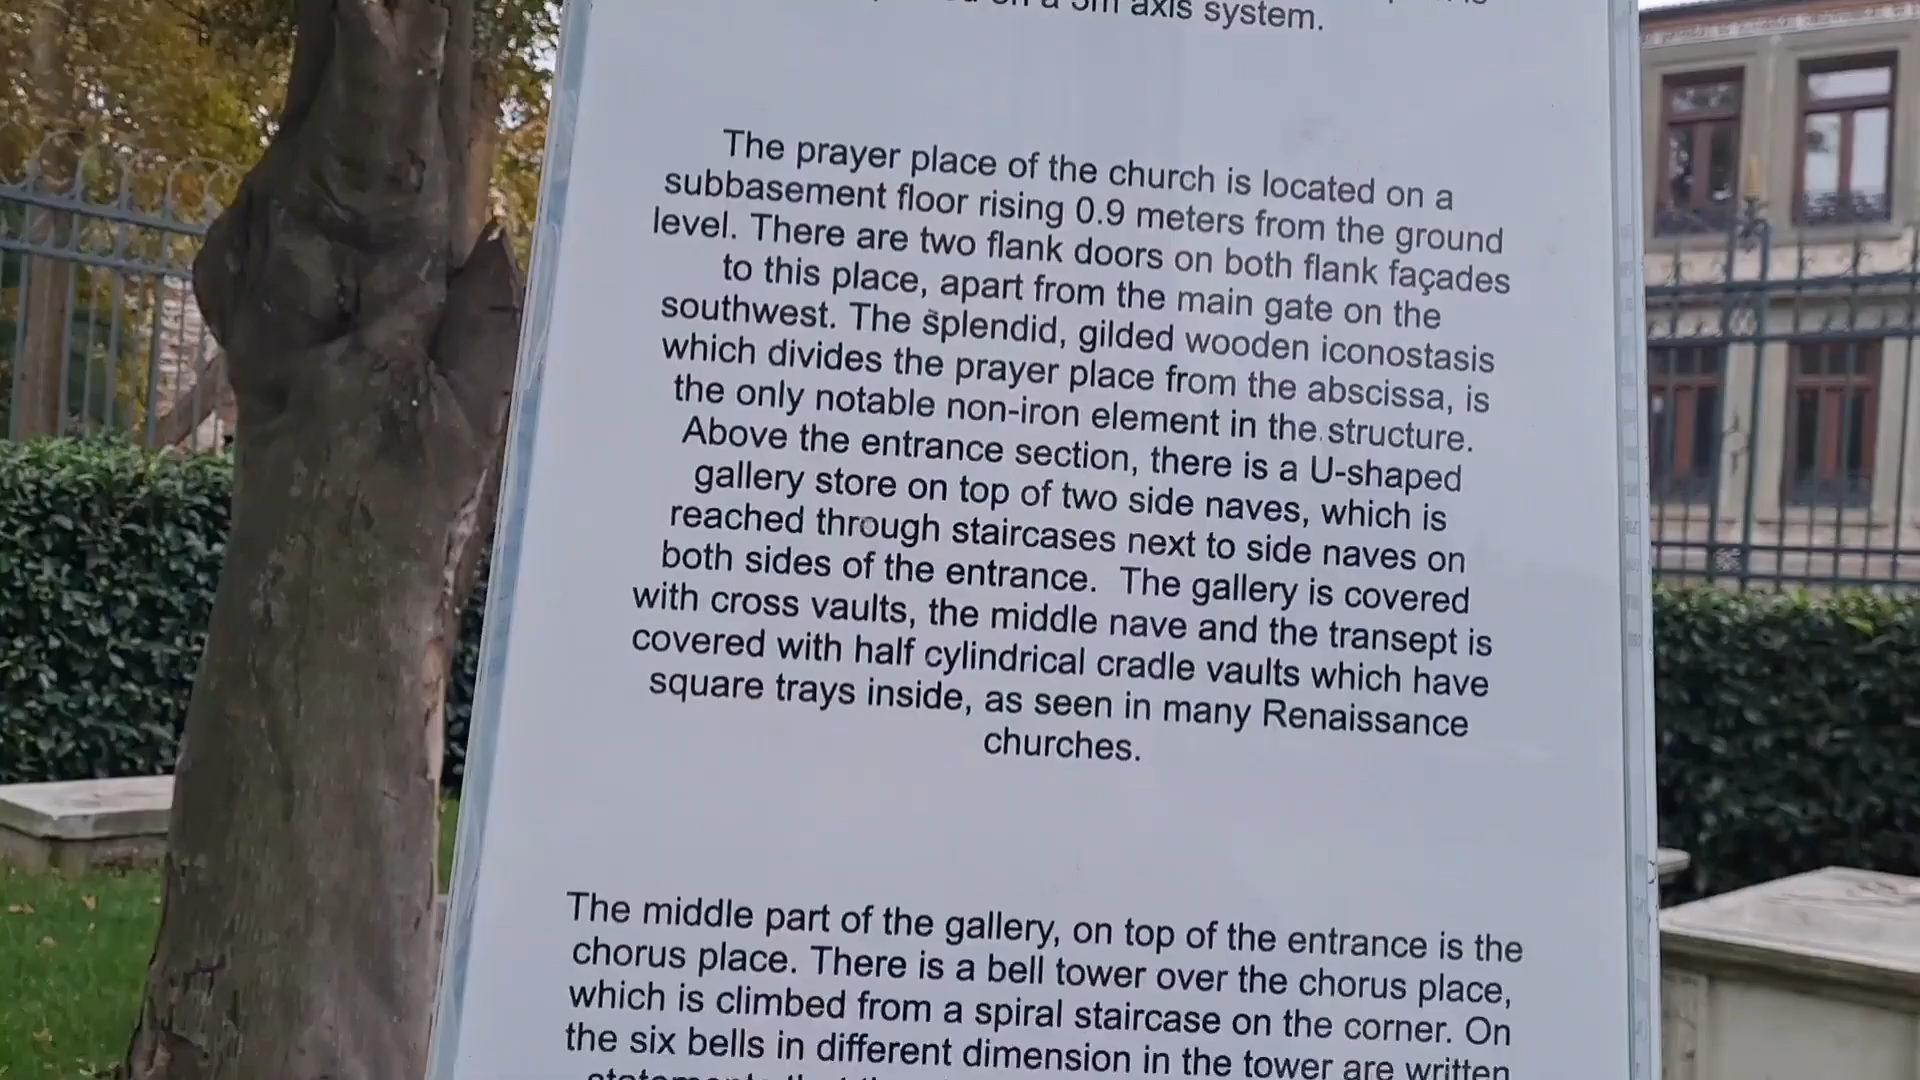 on a 3m axis system.
The prayer place of the church is located on a
subbasement floor rising 0.9 meters from the ground
level. There are two flank doors on both flank façades
to this place, apart from the main gate on the
southwest. The splendid, gilded wooden iconostasis
which divides the prayer place from the abscissa, is
the only notable non-iron element in the structure.
Above the entrance section, there is a U-shaped
gallery store on top of two side naves, which is
reached through staircases next to side naves on
both sides of the entrance. The gallery is covered
with cross vaults, the middle nave and the transept is
covered with half cylindrical cradle vaults which have
square trays inside, as seen in many Renaissance
churches.
The middle part of the gallery, on top of the entrance is the
chorus place. There is a bell tower over the chorus place,
which is climbed from a spiral staircase on the corner. On
the six bells in different dimension in the tower are written